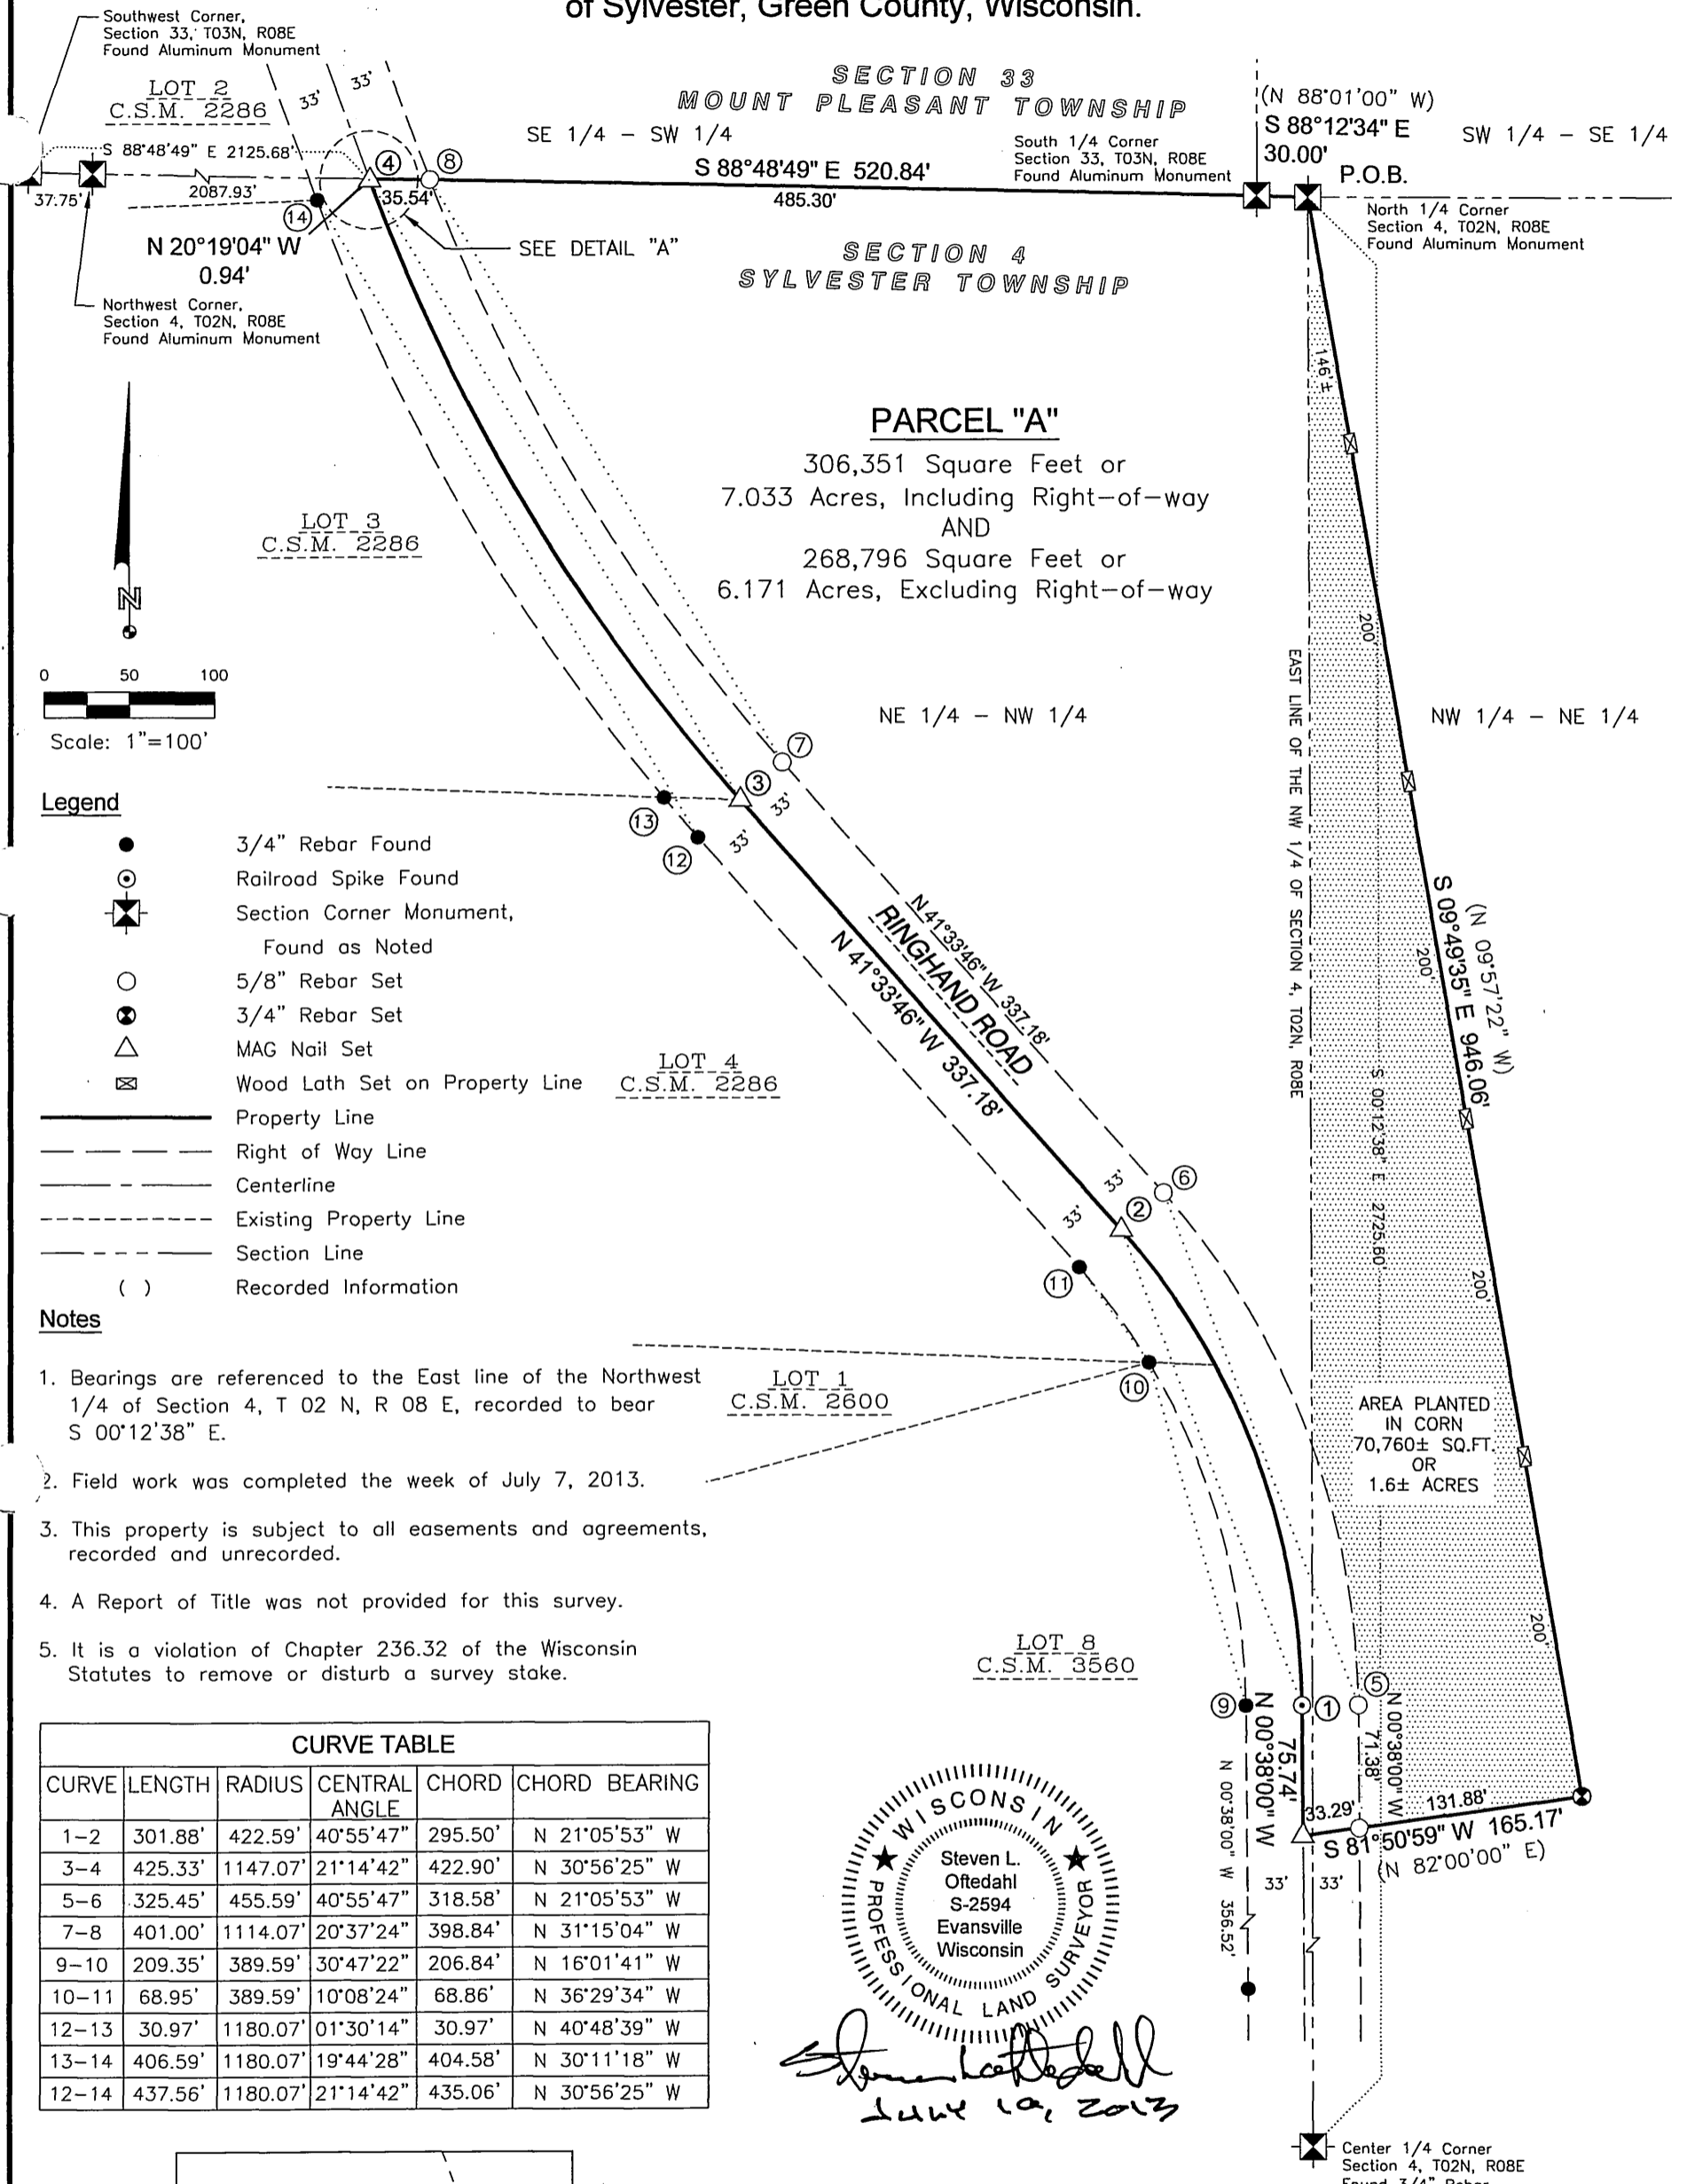 of Sylvester, Green County, Wisconsin.
Southwest Corner,
Section 33, T03N, R08E
Found Aluminum Monument
LOT 2
C.S.M. 2286
33'
33'
SECTION 33
MOUNT PLEASANT TOWNSHIP
SE 1/4 – SW 1/4
South 1/4 Corner
Section 33, T03N, R08E
Found Aluminum Monument
(N 88°01'00" W)
S 88°12'34" E
30.00'
SW 1/4 – SE 1/4
P.O.B.
North 1/4 Corner
Section 4, T02N, R08E
Found Aluminum Monument
S 88°48'49" E 2125.68'
37.75'
2087.93'
4
8
35.54'
S 88°48'49" E 520.84'
485.30'
14
N 20°19'04" W
0.94'
SEE DETAIL "A"
SECTION 4
SYLVESTER TOWNSHIP
Northwest Corner,
Section 4, T02N, R08E
Found Aluminum Monument
146'±
PARCEL "A"
306,351 Square Feet or
7.033 Acres, Including Right-of-way
AND
268,796 Square Feet or
6.171 Acres, Excluding Right-of-way
LOT 3
C.S.M. 2286
N
0 50 100
Scale: 1"=100'
200'
EAST LINE OF THE NW 1/4 OF SECTION 4, T02N, R08E
NE 1/4 – NW 1/4
NW 1/4 – NE 1/4
7
3
33'
33'
13
12
Legend
3/4" Rebar Found
Railroad Spike Found
Section Corner Monument,
Found as Noted
5/8" Rebar Set
3/4" Rebar Set
MAG Nail Set
Wood Lath Set on Property Line
Property Line
Right of Way Line
Centerline
Existing Property Line
Section Line
( ) Recorded Information
N 41°33'46" W 337.18'
RINGHAND ROAD
N 41°33'46" W 337.18'
(N 09°57'22" W)
S 09°49'35" E 946.06'
200'
LOT 4
C.S.M. 2286
S 00°12'38" E 2725.60'
6
33'
2
33'
11
200'
Notes
1. Bearings are referenced to the East line of the Northwest
1/4 of Section 4, T 02 N, R 08 E, recorded to bear
S 00°12'38" E.
2. Field work was completed the week of July 7, 2013.
3. This property is subject to all easements and agreements,
recorded and unrecorded.
4. A Report of Title was not provided for this survey.
5. It is a violation of Chapter 236.32 of the Wisconsin
Statutes to remove or disturb a survey stake.
10
LOT 1
C.S.M. 2600
AREA PLANTED
IN CORN
70,760± SQ.FT.
OR
1.6± ACRES
200'
LOT 8
C.S.M. 3560
9
1
5
N 00°38'00" W
75.74'
N 00°38'00" W
71.38'
N 00°38'00" W 356.52'
33.29'
131.88'
S 81°50'59" W 165.17'
(N 82°00'00" E)
33'
33'
CURVE TABLE
CURVE LENGTH RADIUS CENTRAL ANGLE CHORD CHORD BEARING
1–2 301.88' 422.59' 40°55'47" 295.50' N 21°05'53" W
3–4 425.33' 1147.07' 21°14'42" 422.90' N 30°56'25" W
5–6 325.45' 455.59' 40°55'47" 318.58' N 21°05'53" W
7–8 401.00' 1114.07' 20°37'24" 398.84' N 31°15'04" W
9–10 209.35' 389.59' 30°47'22" 206.84' N 16°01'41" W
10–11 68.95' 389.59' 10°08'24" 68.86' N 36°29'34" W
12–13 30.97' 1180.07' 01°30'14" 30.97' N 40°48'39" W
13–14 406.59' 1180.07' 19°44'28" 404.58' N 30°11'18" W
12–14 437.56' 1180.07' 21°14'42" 435.06' N 30°56'25" W
WISCONSIN
PROFESSIONAL LAND SURVEYOR
Steven L.
Oftedahl
S-2594
Evansville
Wisconsin
Center 1/4 Corner
Section 4, T02N, R08E
Found 3/4" Rebar